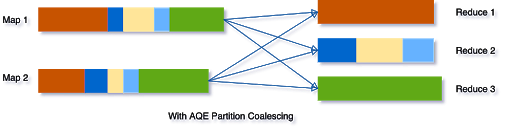 Map 1
Reduce 1
Reduce 2
Map 2
Reduce 3
With AQE Partition Coalescing